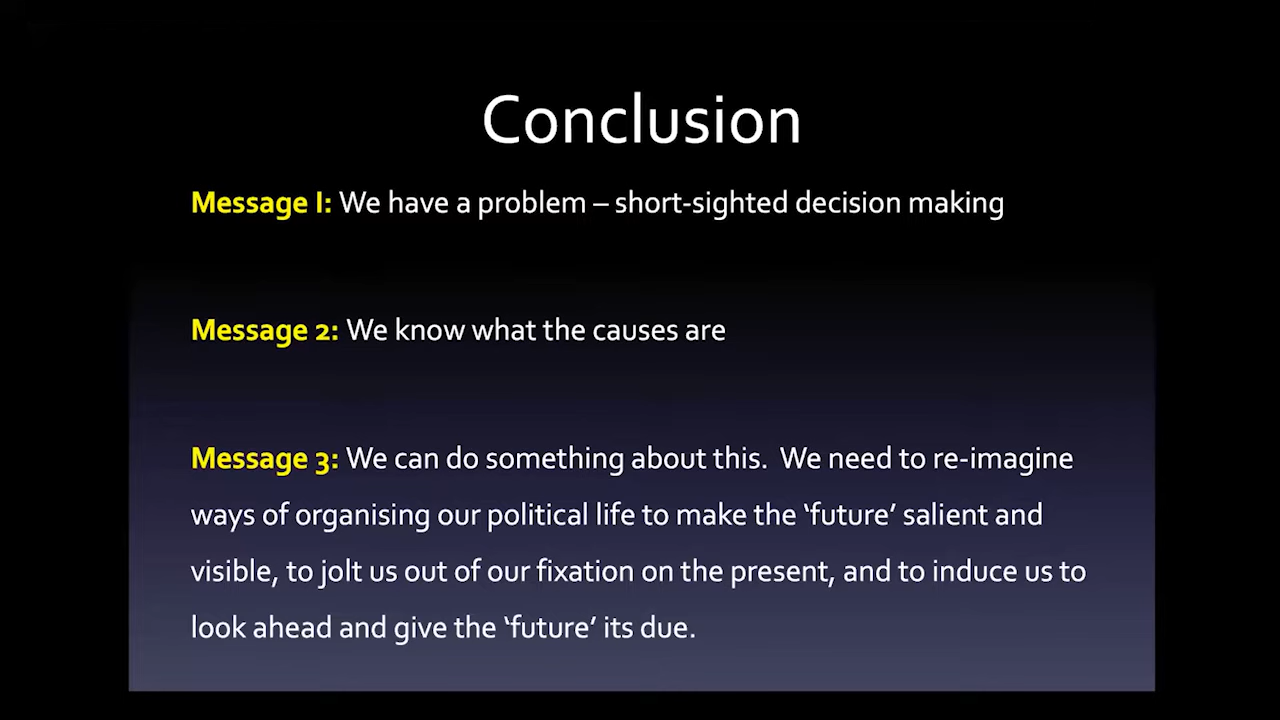 Conclusion
Message I: We have a problem – short-sighted decision making
Message 2: We know what the causes are
Message 3: We can do something about this.  We need to re-imagine
ways of organising our political life to make the ‘future’ salient and
visible, to jolt us out of our fixation on the present, and to induce us to
look ahead and give the ‘future’ its due.